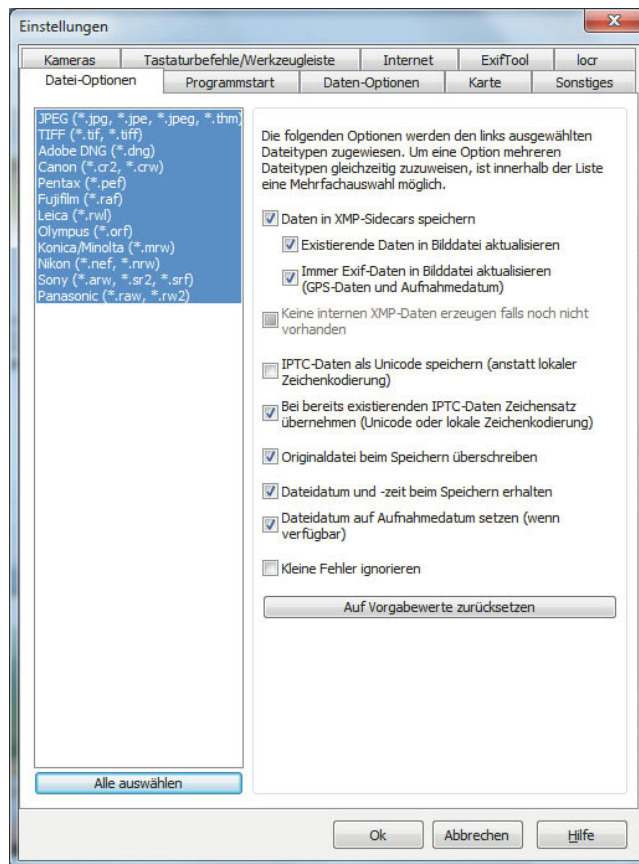 Einstellungen
Kameras
Tastaturbefehle/Werkzeugleiste
Internet
ExifTool
locr
Datei-Optionen
Programmstart
Daten-Optionen
Karte
Sonstiges
JPEG (*.jpg, *.jpe, *.jpeg, *.thm)
TIFF (*.tif, *.tiff)
Adobe DNG (*.dng)
Canon (*.cr2, *.crw)
Pentax (*.pef)
Fujifilm (*.raf)
Leica (*.rwl)
Olympus (*.orf)
Konica/Minolta (*.mrw)
Nikon (*.nef, *.nrw)
Sony (*.arw, *.sr2, *.srf)
Panasonic (*.raw, *.rw2)
Alle auswählen
Die folgenden Optionen werden den links ausgewählten
Dateitypen zugewiesen. Um eine Option mehreren
Dateitypen gleichzeitig zuzuweisen, ist innerhalb der Liste
eine Mehrfachauswahl möglich.
Daten in XMP-Sidecars speichern
Existierende Daten in Bilddatei aktualisieren
Immer Exif-Daten in Bilddatei aktualisieren
(GPS-Daten und Aufnahmedatum)
Keine internen XMP-Daten erzeugen falls noch nicht
vorhanden
IPTC-Daten als Unicode speichern (anstatt lokaler
Zeichenkodierung)
Bei bereits existierenden IPTC-Daten Zeichensatz
übernehmen (Unicode oder lokale Zeichenkodierung)
Originaldatei beim Speichern überschreiben
Dateidatum und -zeit beim Speichern erhalten
Dateidatum auf Aufnahmedatum setzen (wenn
verfügbar)
Kleine Fehler ignorieren
Auf Vorgabewerte zurücksetzen
Ok
Abbrechen
Hilfe